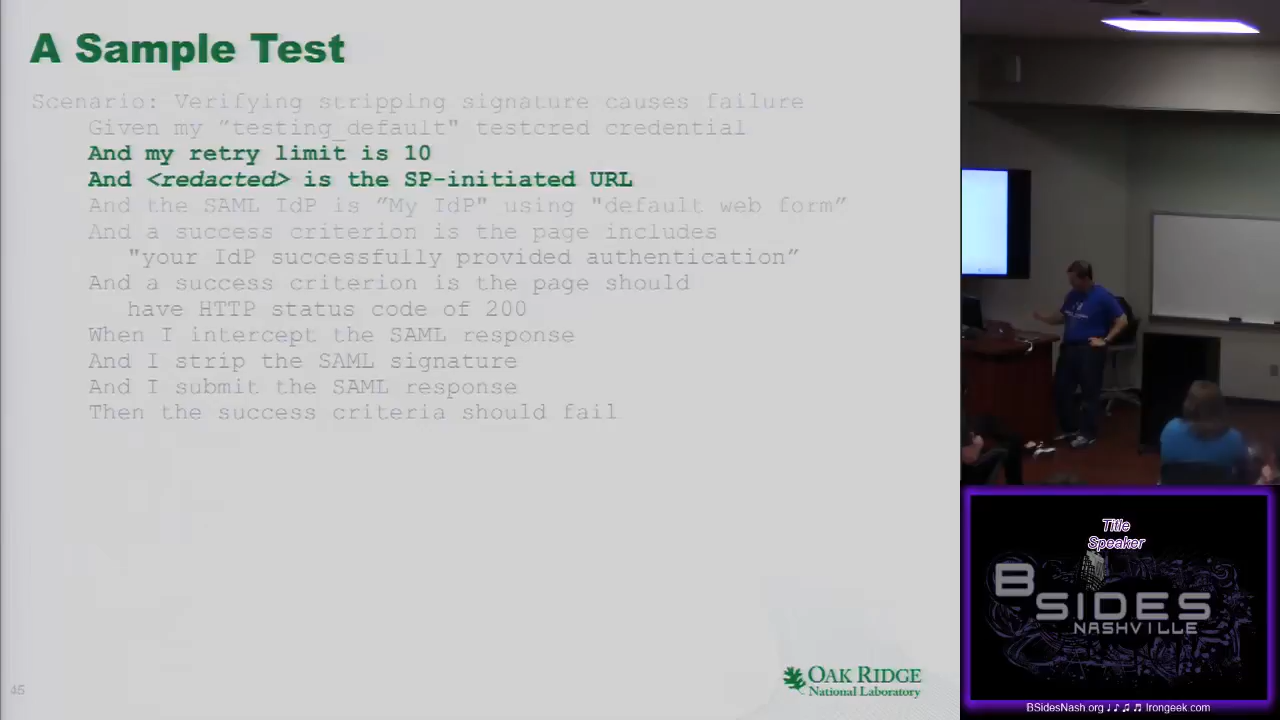 A Sample Test
Scenario: Verifying stripping signature causes failure
Given my ”testing_default" testcred credential
And my retry limit is 10
And <redacted> is the SP-initiated URL
And the SAML IdP is ”My IdP" using "default web form”
And a success criterion is the page includes
"your IdP successfully provided authentication”
And a success criterion is the page should
have HTTP status code of 200
When I intercept the SAML response
And I strip the SAML signature
And I submit the SAML response
Then the success criteria should fail
45
OAK RIDGE
National Laboratory
Title
Speaker
BSIDES
NASHVILLE
BSidesNash.org ♩ ♪ ♫ ♬ Irongeek.com